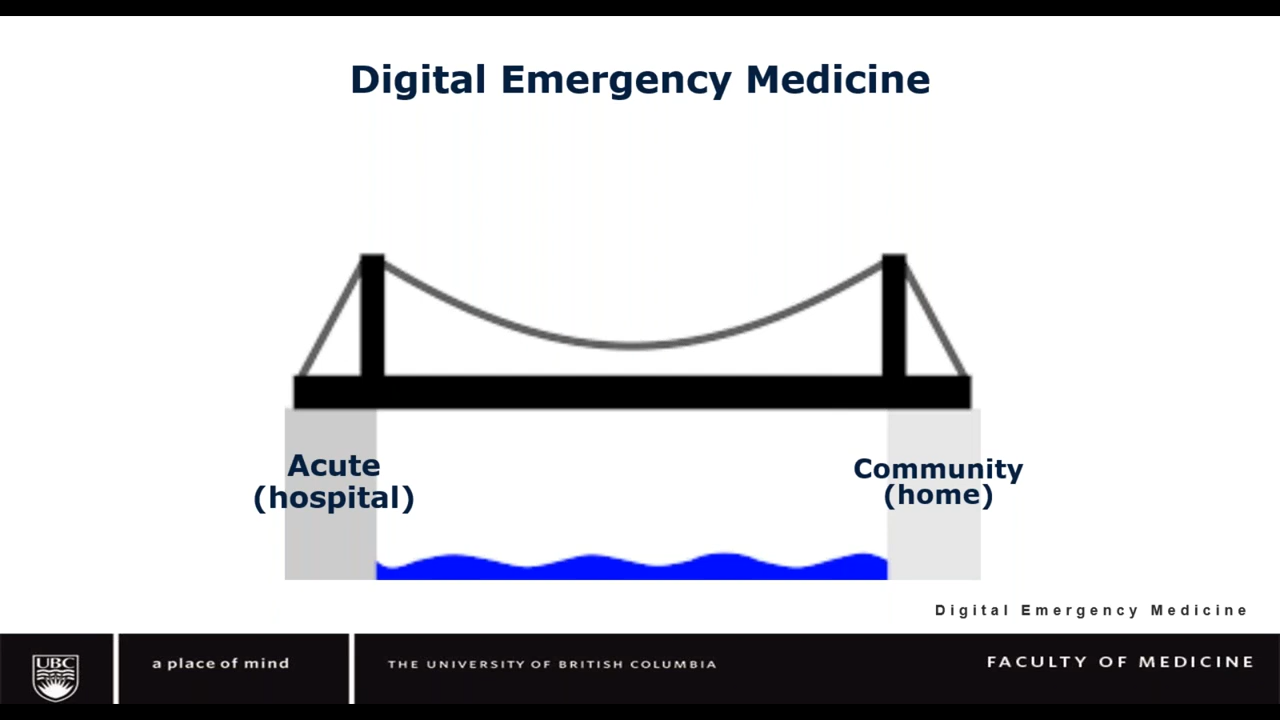 Digital Emergency Medicine
Acute
(hospital)
Community
(home)
Digital Emergency Medicine
UBC
a place of mind
THE UNIVERSITY OF BRITISH COLUMBIA
FACULTY OF MEDICINE